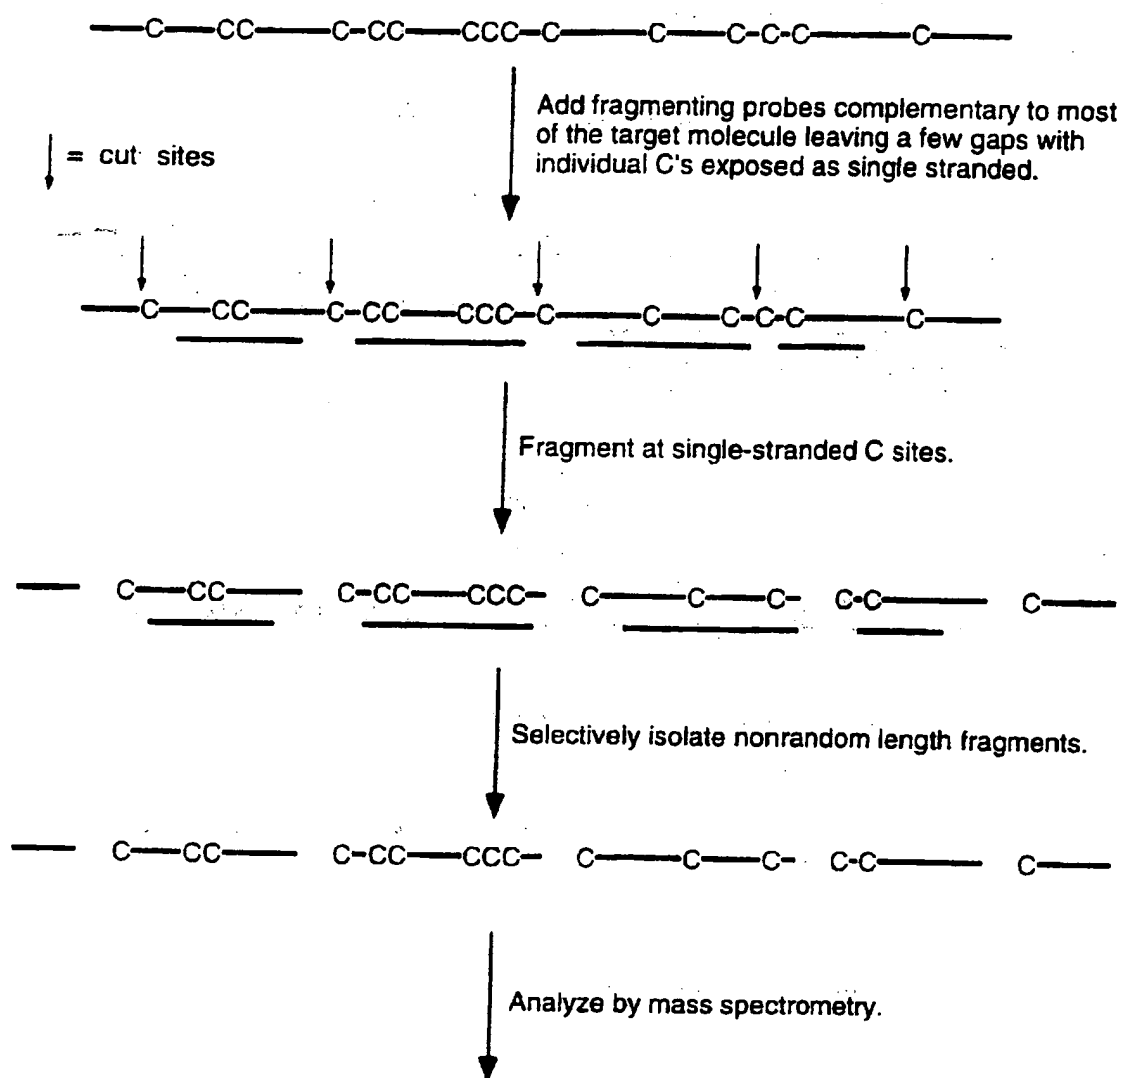 C CC C-CC CCC-C C C-C-C C
Add fragmenting probes complementary to most
of the target molecule leaving a few gaps with
individual C's exposed as single stranded.
= cut sites
C CC C-CC CCC-C C C-C-C C
Fragment at single-stranded C sites.
C CC C-CC CCC- C C C- C-C C
Selectively isolate nonrandom length fragments.
C CC C-CC CCC- C C C- C-C C
Analyze by mass spectrometry.